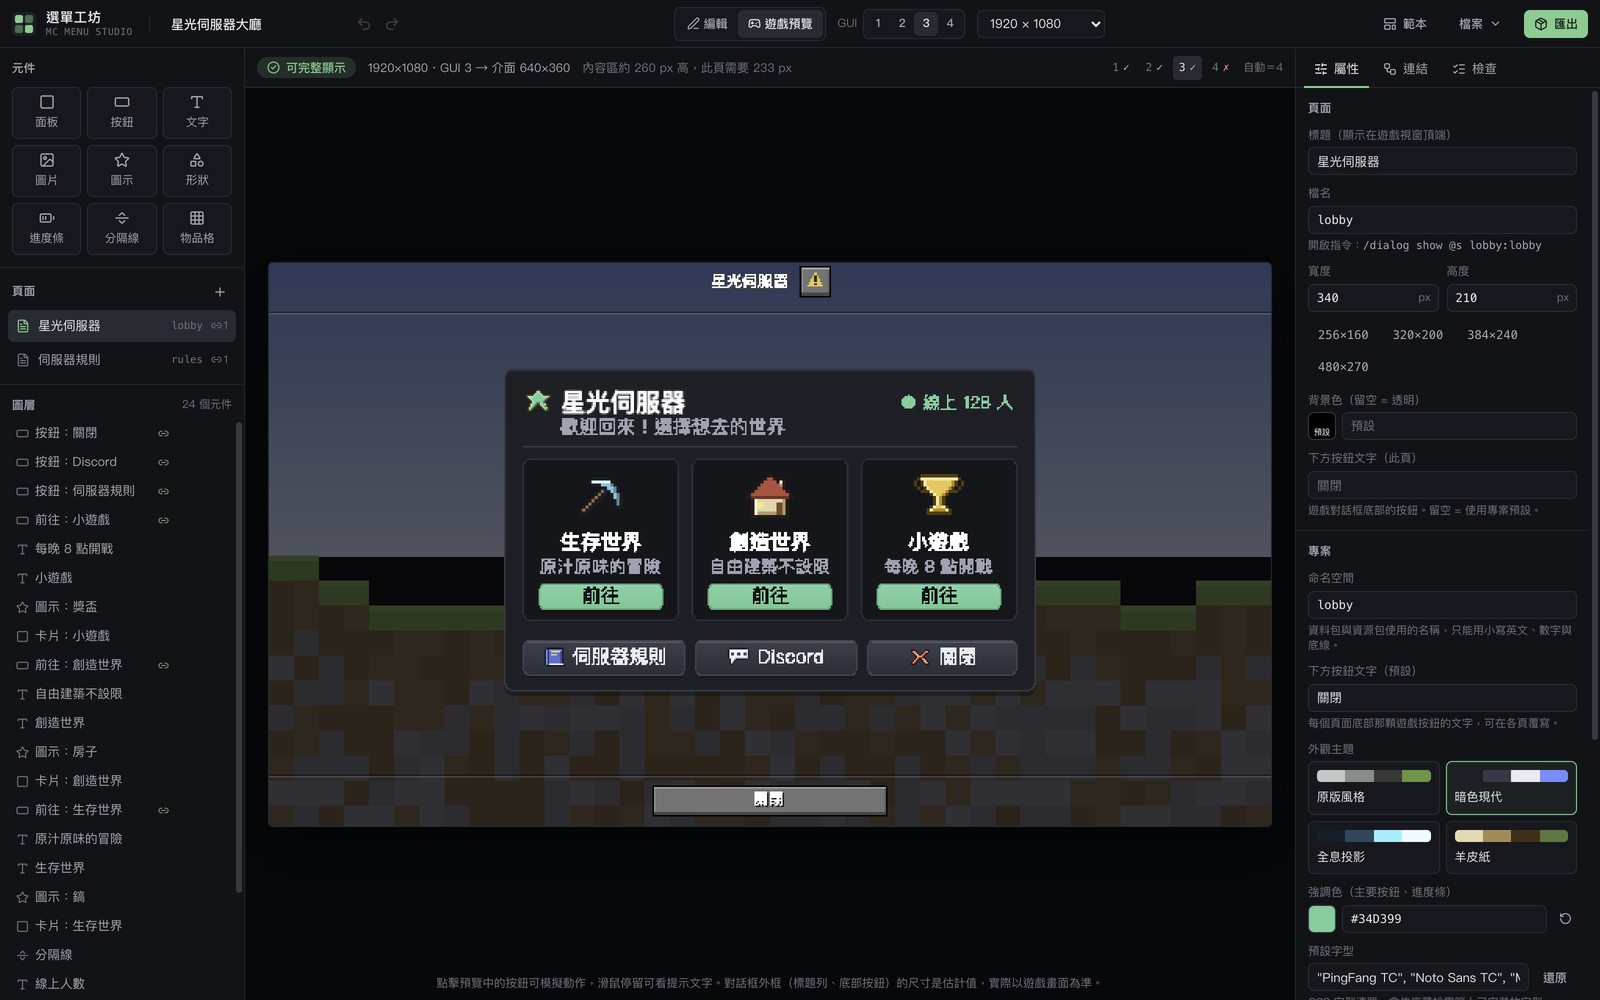 選單工坊
MC MENU STUDIO
星光伺服器大廳
編輯
遊戲預覽
GUI
1
2
3
4
1920 × 1080
範本
檔案
匯出
元件
面板
按鈕
文字
圖片
圖示
形狀
進度條
分隔線
物品格
頁面
星光伺服器
lobby
1
伺服器規則
rules
1
圖層
24 個元件
按鈕：關閉
按鈕：Discord
按鈕：伺服器規則
前往：小遊戲
每晚 8 點開戰
小遊戲
圖示：獎盃
卡片：小遊戲
前往：創造世界
自由建築不設限
創造世界
圖示：房子
卡片：創造世界
前往：生存世界
原汁原味的冒險
生存世界
圖示：鎬
卡片：生存世界
分隔線
線上人數
可完整顯示
1920×1080 · GUI 3 → 介面 640×360
內容區約 260 px 高，此頁需要 233 px
1 ✓
2 ✓
3 ✓
4 ✗
自動=4
星光伺服器
星光伺服器
歡迎回來！選擇想去的世界
線上 128 人
生存世界
原汁原味的冒險
前往
創造世界
自由建築不設限
前往
小遊戲
每晚 8 點開戰
前往
伺服器規則
Discord
關閉
關閉
點擊預覽中的按鈕可模擬動作，滑鼠停留可看提示文字。對話框外框（標題列、底部按鈕）的尺寸是估計值，實際以遊戲畫面為準。
屬性
連結
檢查
頁面
標題（顯示在遊戲視窗頂端）
星光伺服器
檔名
lobby
開啟指令：/dialog show @s lobby:lobby
寬度
高度
340 px
210 px
256×160
320×200
384×240
480×270
背景色（留空 = 透明）
預設
預設
下方按鈕文字（此頁）
關閉
遊戲對話框底部的按鈕。留空 = 使用專案預設。
專案
命名空間
lobby
資料包與資源包使用的名稱，只能用小寫英文、數字與
底線。
下方按鈕文字（預設）
關閉
每個頁面底部那顆遊戲按鈕的文字，可在各頁覆寫。
外觀主題
原版風格
暗色現代
全息投影
羊皮紙
強調色（主要按鈕、進度條）
#34D399
預設字型
"PingFang TC", "Noto Sans TC", "M
還原